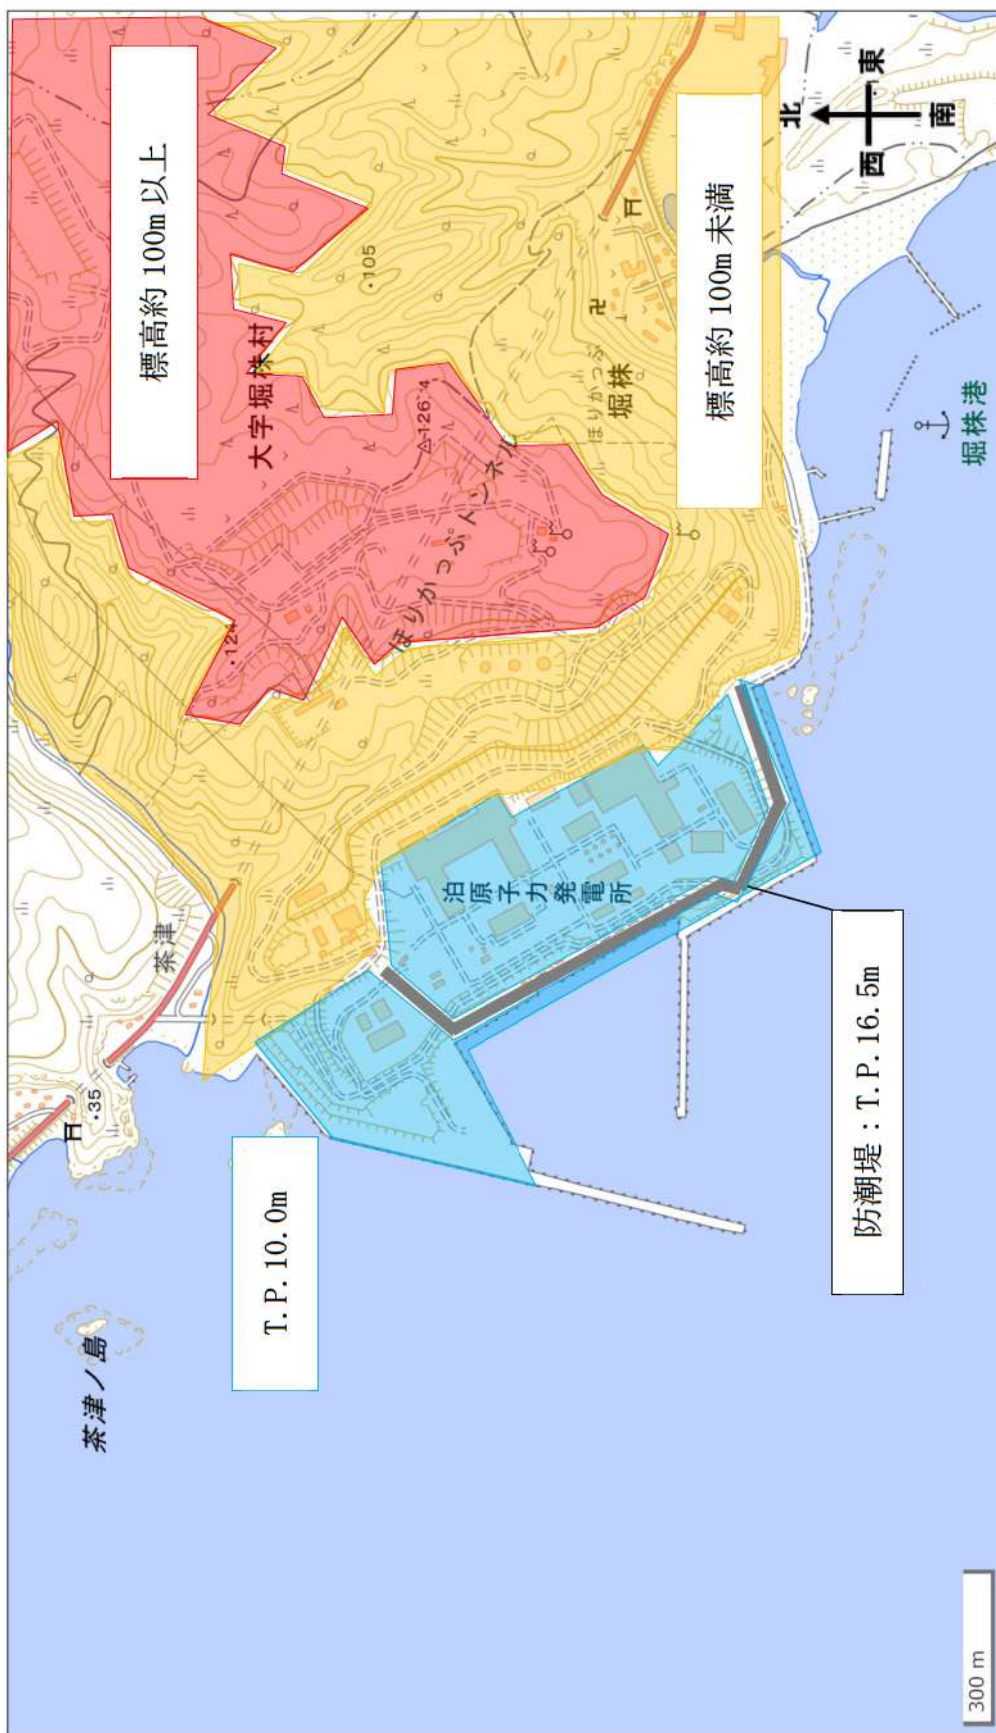 標高約100m以上
大字堀株村
・105
△126.4
・124
ほりかっぷトンネル
ほりかっぷ
堀株
標高約100m未満
北
東
西
南
堀株港
茶津
・35
茶津ノ島
泊原子力発電所
T.P.10.0m
防潮堤：T.P.16.5m
300 m